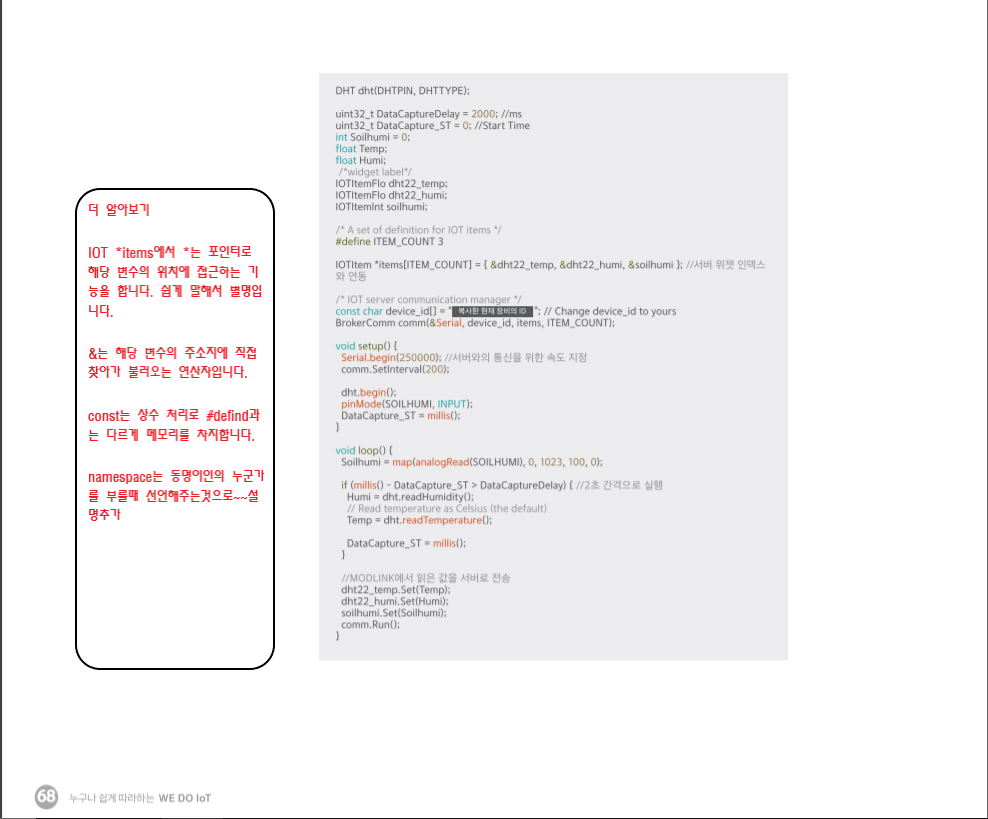 더 알아보기
IOT *items에서 *는 포인터로
해당 변수의 위치에 접근하는 기
능을 합니다. 쉽게 말해서 별명입
니다.
&는 해당 변수의 주소지에 직접
찾아가 불러오는 연산자입니다.
const는 상수 처리로 #defind과
는 다르게 메모리를 차지합니다.
namespace는 동명이인의 누군가
를 부를때 선언해주는것으로~~설
명추가
DHT dht(DHTPIN, DHTTYPE);
uint32_t DataCaptureDelay = 2000; //ms
uint32_t DataCapture_ST = 0; //Start Time
int Soilhumi = 0;
float Temp;
float Humi;
/*widget label*/
IOTItemFlo dht22_temp;
IOTItemFlo dht22_humi;
IOTItemInt soilhumi;
/* A set of definition for IOT items */
#define ITEM_COUNT 3
IOTItem *items[ITEM_COUNT] = { &dht22_temp, &dht22_humi, &soilhumi }; //서버 위젯 인덱스
와 연동
/* IOT server communication manager */
const char device_id[] = "복사한 현재 장비의 ID"; // Change device_id to yours
BrokerComm comm(&Serial, device_id, items, ITEM_COUNT);
void setup() {
Serial.begin(250000); //서버와의 통신을 위한 속도 지정
comm.SetInterval(200);
dht.begin();
pinMode(SOILHUMI, INPUT);
DataCapture_ST = millis();
}
void loop() {
Soilhumi = map(analogRead(SOILHUMI), 0, 1023, 100, 0);
if (millis() - DataCapture_ST > DataCaptureDelay) { //2초 간격으로 실행
Humi = dht.readHumidity();
// Read temperature as Celsius (the default)
Temp = dht.readTemperature();
DataCapture_ST = millis();
}
//MODLINK에서 읽은 값을 서버로 전송
dht22_temp.Set(Temp);
dht22_humi.Set(Humi);
soilhumi.Set(Soilhumi);
comm.Run();
}
68 누구나 쉽게 따라하는 WE DO IoT